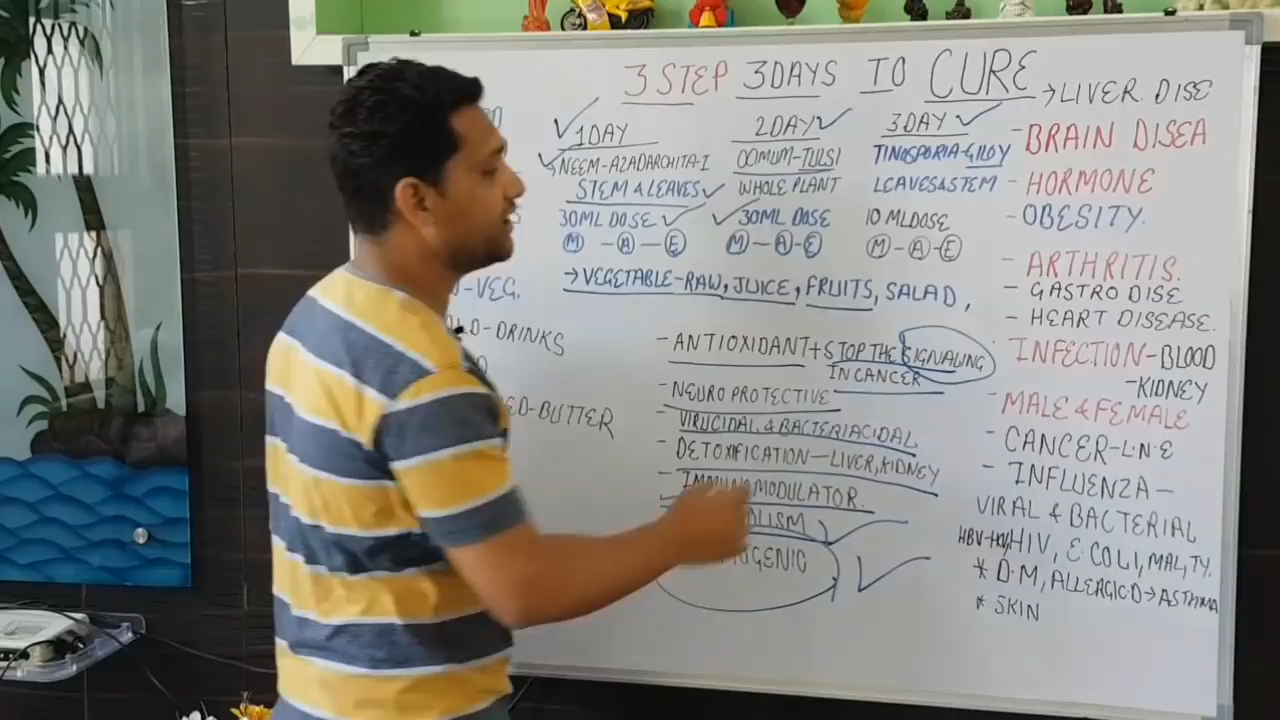 3 STEP 3DAYS TO CURE
1DAY
NEEM-AZADARCHITA-I
STEM & LEAVES
30ML DOSE
M - A - E
2DAY
OCIMUM-TULSI
WHOLE PLANT
30ML DOSE
M - A - E
3DAY
TINOSPORIA-GILOY
LEAVES&STEM
10 MLDOSE
M - A - E
→VEGETABLE-RAW, JUICE, FRUITS, SALAD,
-VEG.
-DRINKS
-BUTTER
-ANTIOXIDANT+STOP THE SIGNALING
IN CANCER
-NEURO PROTECTIVE
-VIRUCIDAL & BACTERIACIDAL
-DETOXIFICATION-LIVER,KIDNEY
-IMMUNOMODULATOR.
→LIVER. DISE
-BRAIN DISEA
-HORMONE
-OBESITY.
-ARTHRITIS.
-GASTRO DISE
-HEART DISEASE.
-INFECTION-BLOOD
-KIDNEY
-MALE & FEMALE
-CANCER-L-N-E
-INFLUENZA-
VIRAL & BACTERIAL
HIV, E COLI, MAL, TY.
* D.M, ALLERGIC.D→ASTHMA
* SKIN